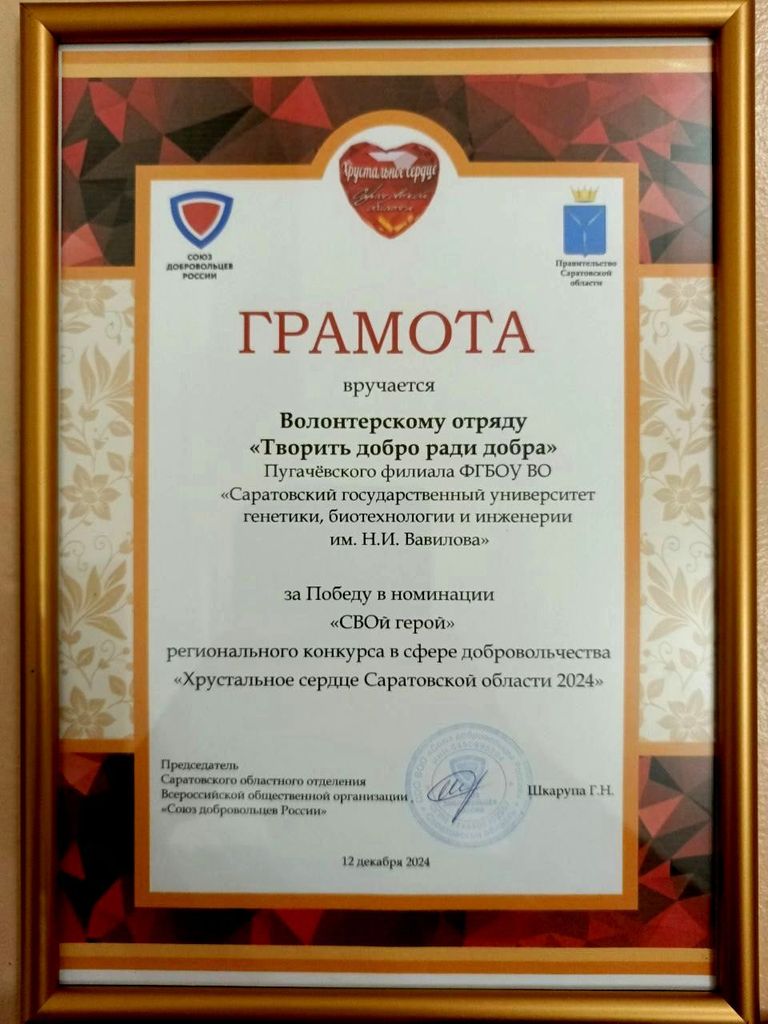 Хрустальное сердце
Саратовской
области
СОЮЗ
ДОБРОВОЛЬЦЕВ
РОССИИ
Правительство
Саратовской
области
ГРАМОТА
вручается
Волонтерскому отряду
«Творить добро ради добра»
Пугачёвского филиала ФГБОУ ВО
«Саратовский государственный университет
генетики, биотехнологии и инженерии
им. Н.И. Вавилова»
за Победу в номинации
«СВОй герой»
регионального конкурса в сфере добровольчества
«Хрустальное сердце Саратовской области 2024»
Председатель
Саратовского областного отделения
Всероссийской общественной организации
«Союз добровольцев России»
Шкарупа Г.Н.
12 декабря 2024